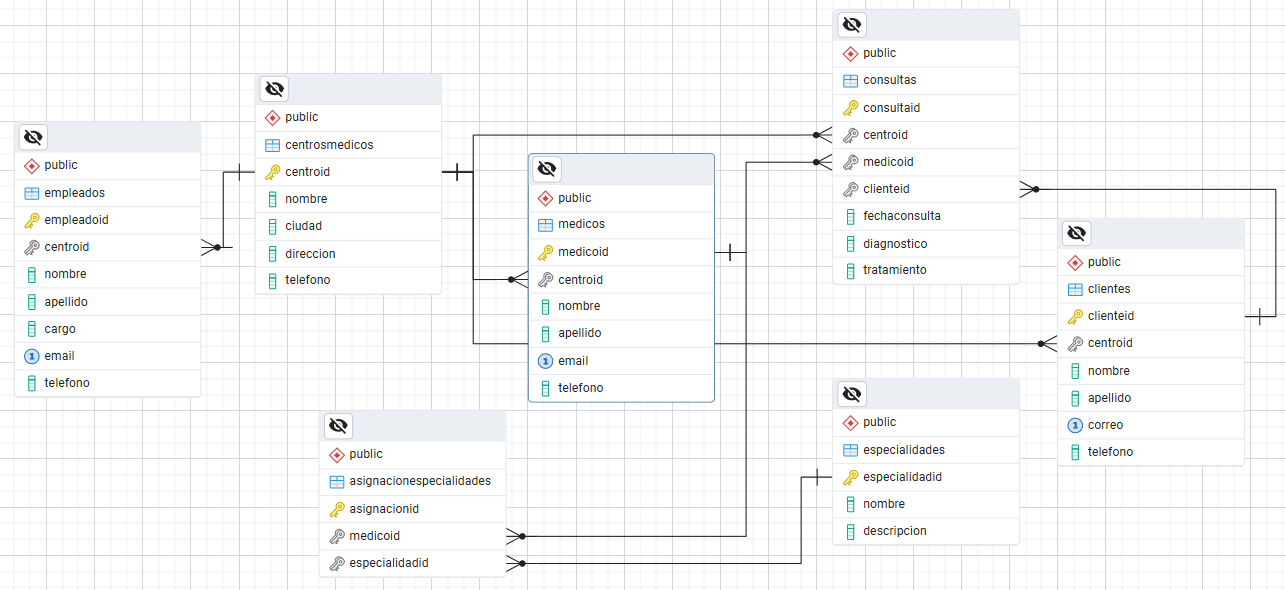 public
empleados
empleadoid
centroid
nombre
apellido
cargo
email
telefono
public
centrosmedicos
centroid
nombre
ciudad
direccion
telefono
public
medicos
medicoid
centroid
nombre
apellido
email
telefono
public
consultas
consultaid
centroid
medicoid
clienteid
fechaconsulta
diagnostico
tratamiento
public
clientes
clienteid
centroid
nombre
apellido
correo
telefono
public
asignacionespecialidades
asignacionid
medicoid
especialidadid
public
especialidades
especialidadid
nombre
descripcion